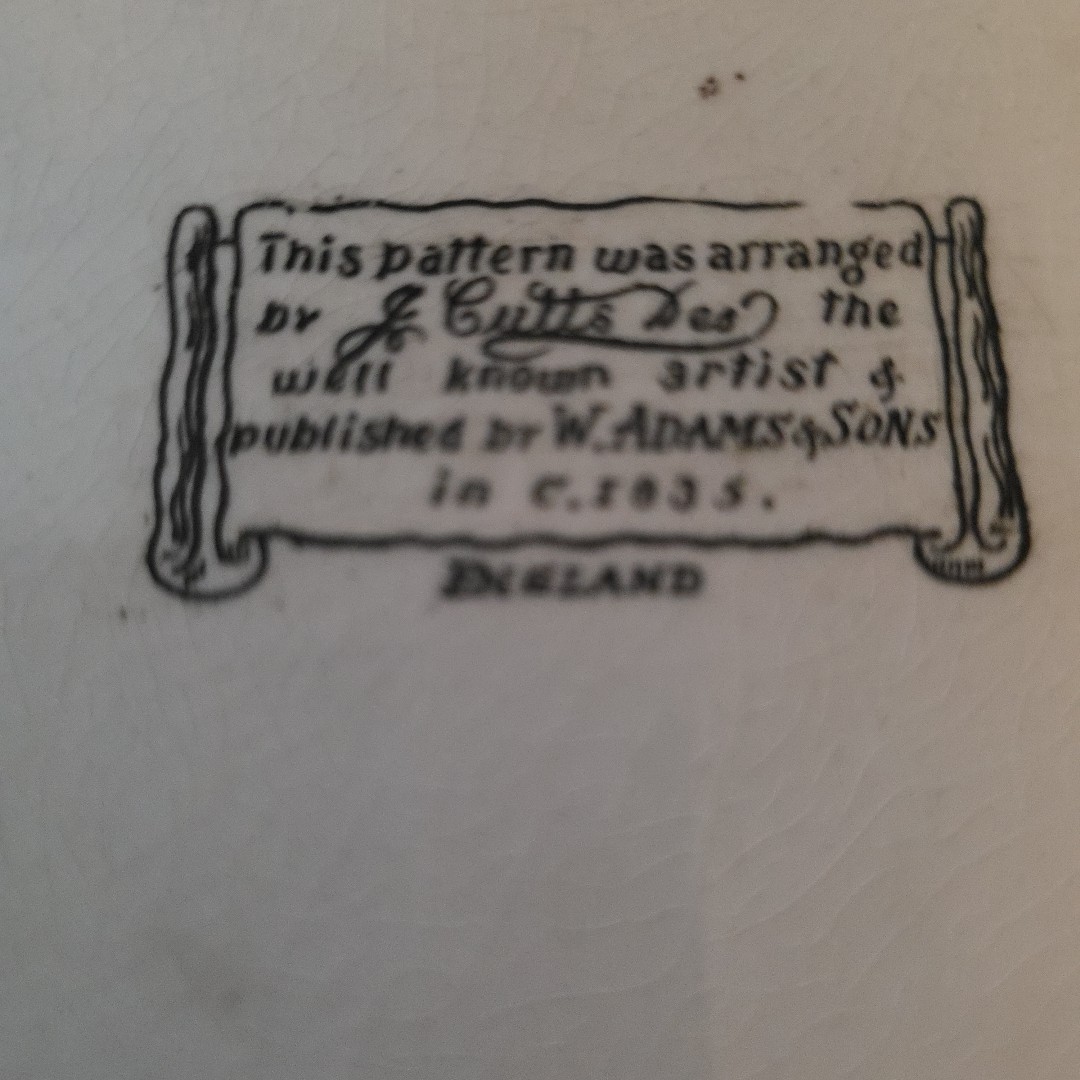 This pattern was arranged
by J Cutts Des the
well known artist &
published by W. ADAMS & SONS
in c.1835.
ENGLAND